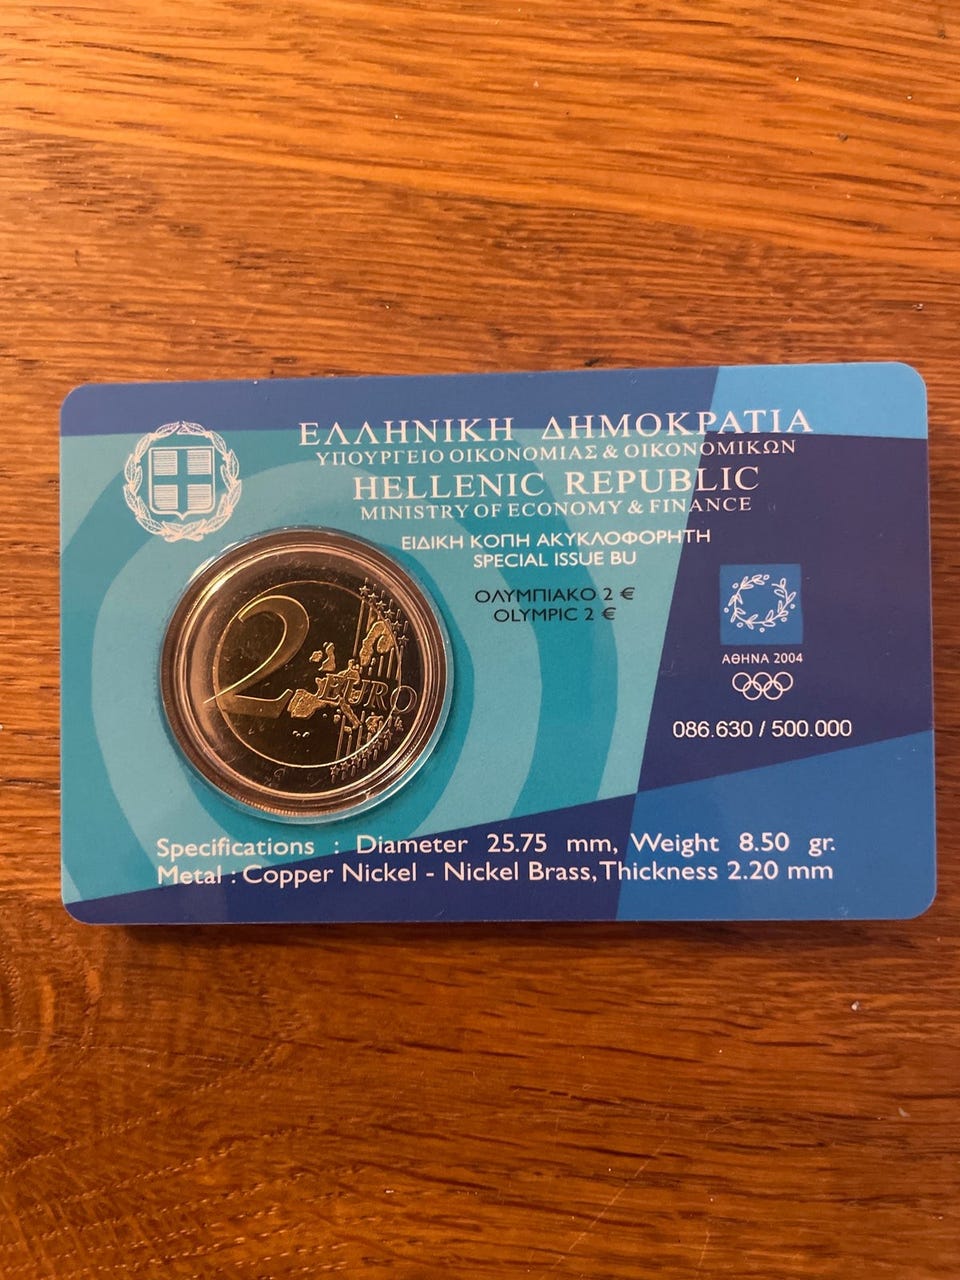 ΕΛΛΗΝΙΚΗ ΔΗΜΟΚΡΑΤΙΑ
ΥΠΟΥΡΓΕΙΟ ΟΙΚΟΝΟΜΙΑΣ & ΟΙΚΟΝΟΜΙΚΩΝ
HELLENIC REPUBLIC
MINISTRY OF ECONOMY & FINANCE
ΕΙΔΙΚΗ ΚΟΠΗ ΑΚΥΚΛΟΦΟΡΗΤΗ
SPECIAL ISSUE BU
ΟΛΥΜΠΙΑΚΟ 2 €
OLYMPIC 2 €
2 EURO
ΑΘΗΝΑ 2004
086.630 / 500.000
Specifications : Diameter 25.75 mm, Weight 8.50 gr.
Metal : Copper Nickel - Nickel Brass, Thickness 2.20 mm